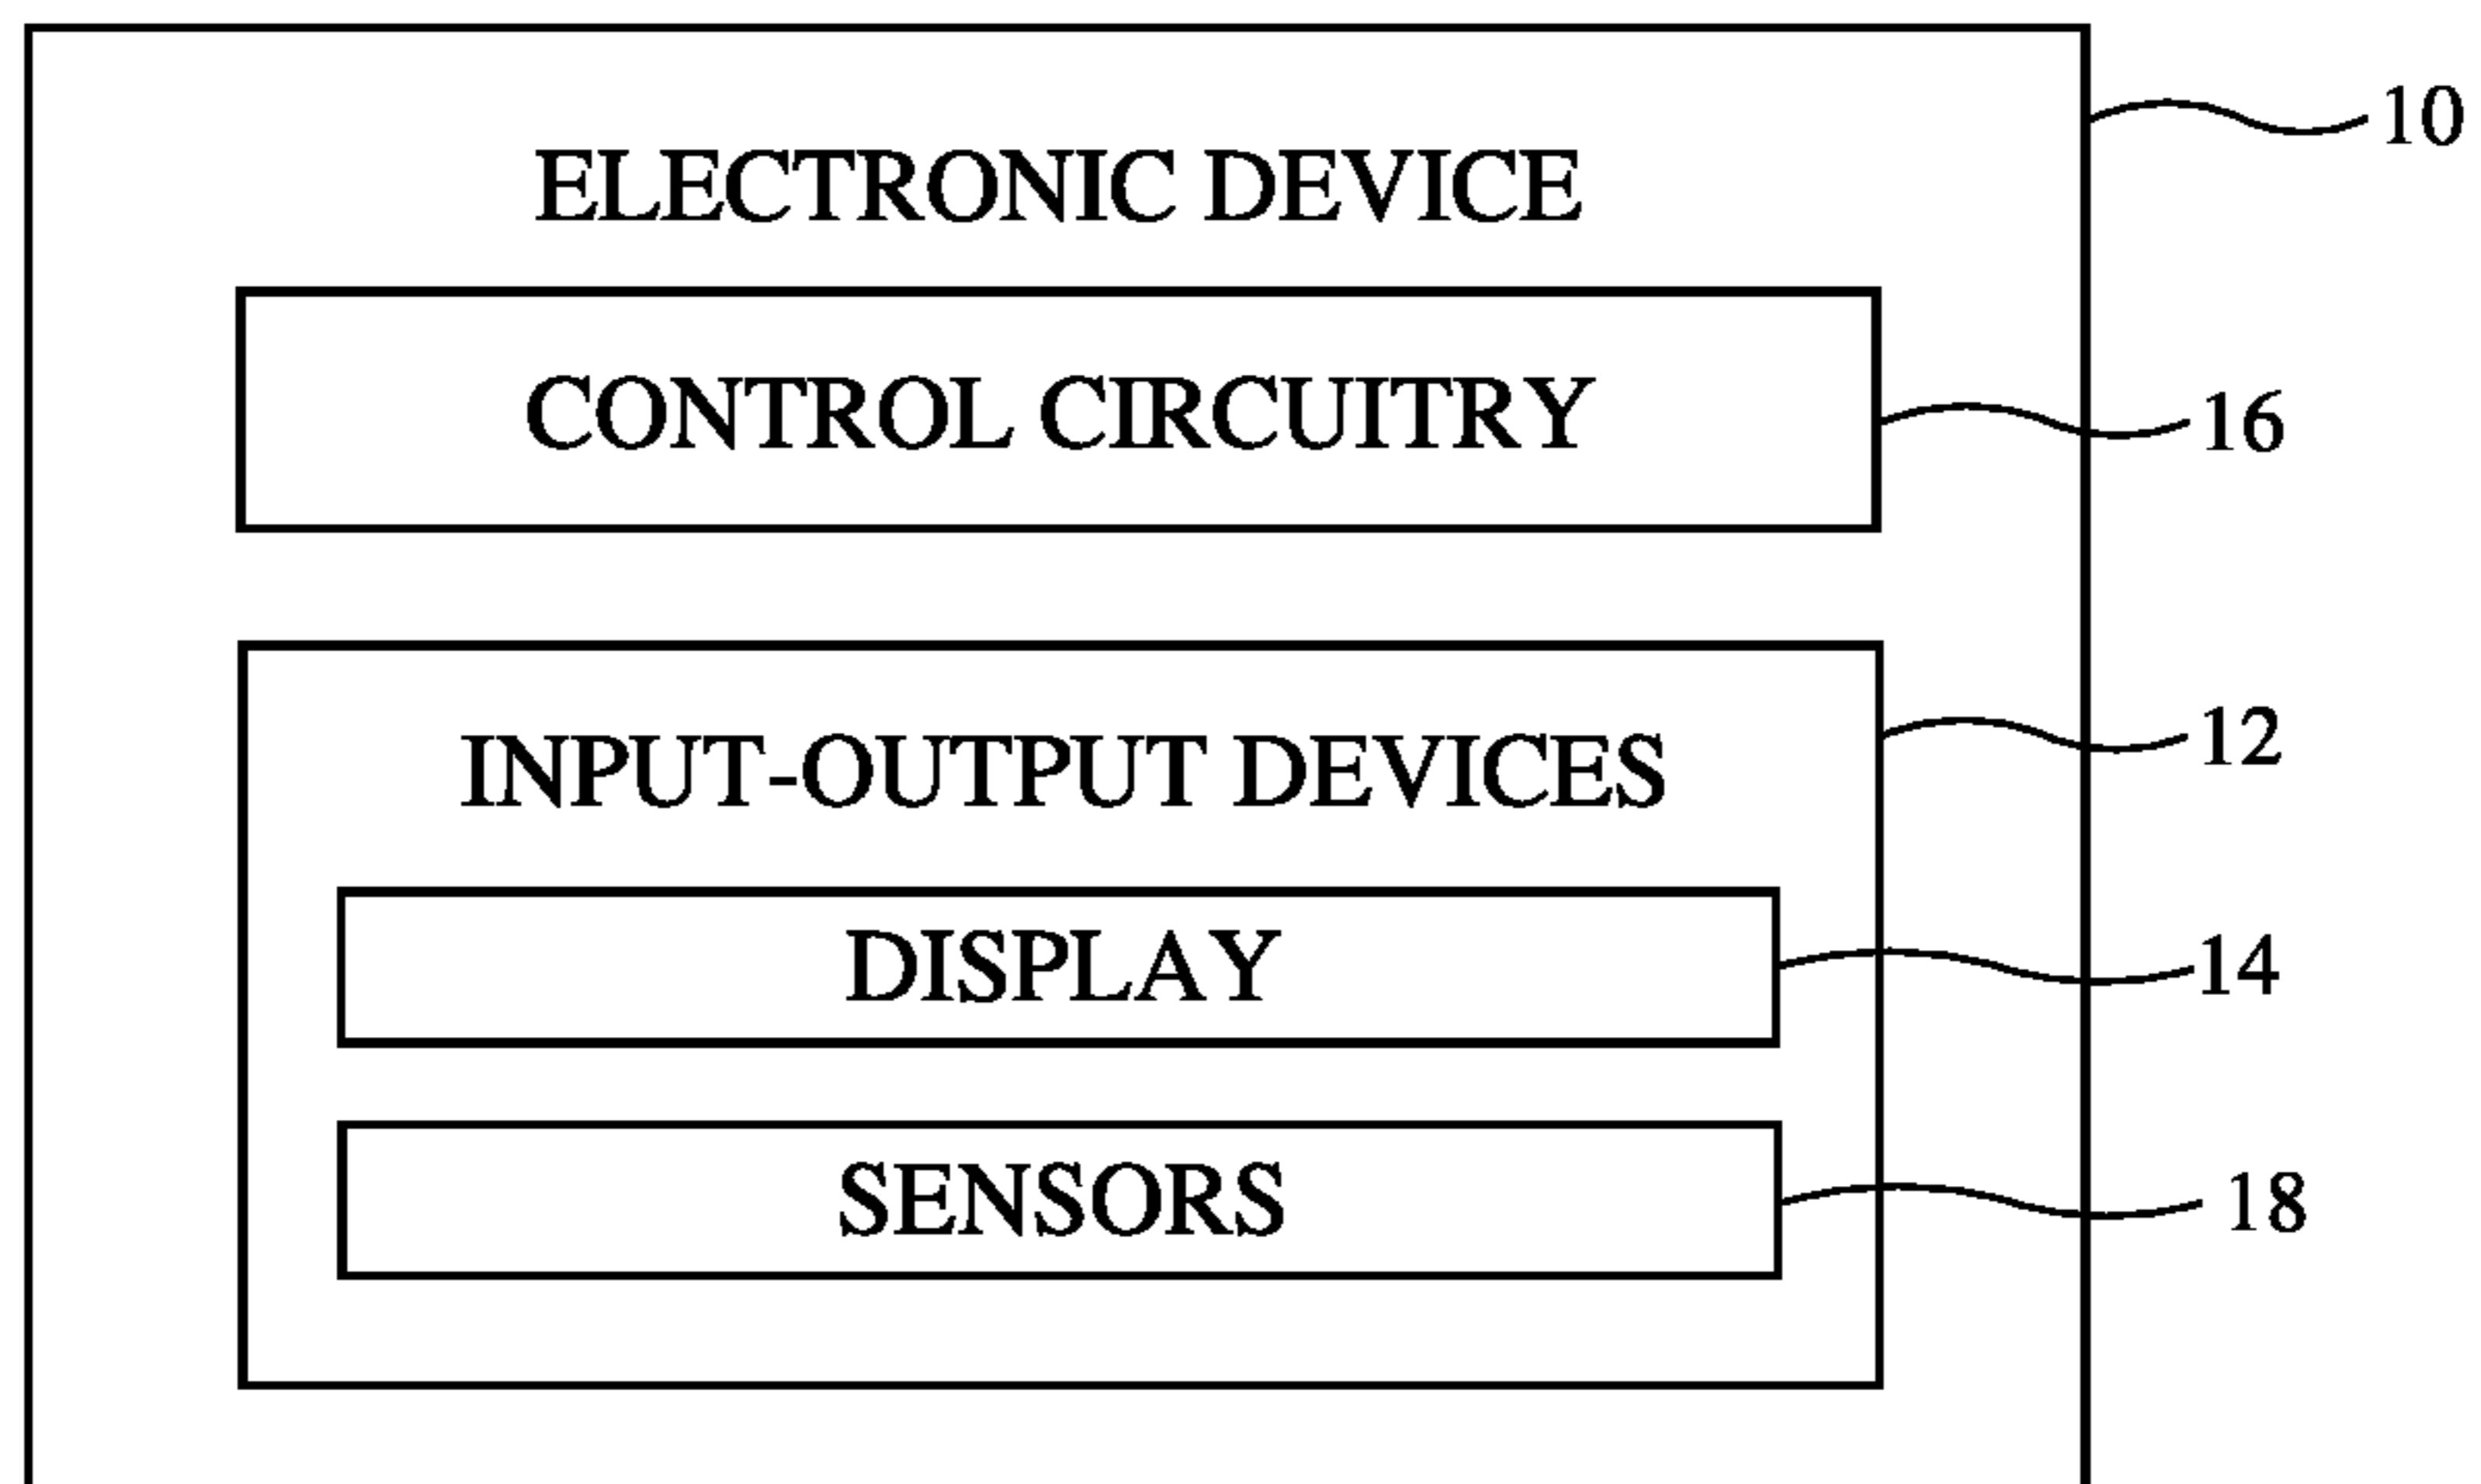 10
ELECTRONIC DEVICE
CONTROL CIRCUITRY
16
INPUT-OUTPUT DEVICES
12
DISPLAY
14
SENSORS
18